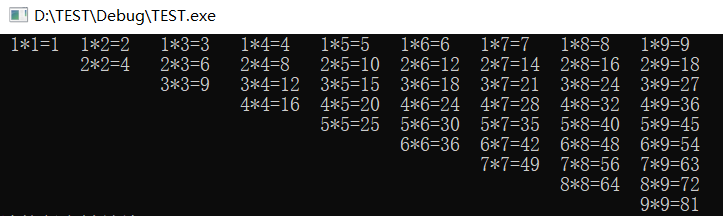 D:\TEST\Debug\TEST.exe
1*1=1 1*2=2 1*3=3 1*4=4 1*5=5 1*6=6 1*7=7 1*8=8 1*9=9
2*2=4 2*3=6 2*4=8 2*5=10 2*6=12 2*7=14 2*8=16 2*9=18
3*3=9 3*4=12 3*5=15 3*6=18 3*7=21 3*8=24 3*9=27
4*4=16 4*5=20 4*6=24 4*7=28 4*8=32 4*9=36
5*5=25 5*6=30 5*7=35 5*8=40 5*9=45
6*6=36 6*7=42 6*8=48 6*9=54
7*7=49 7*8=56 7*9=63
8*8=64 8*9=72
9*9=81